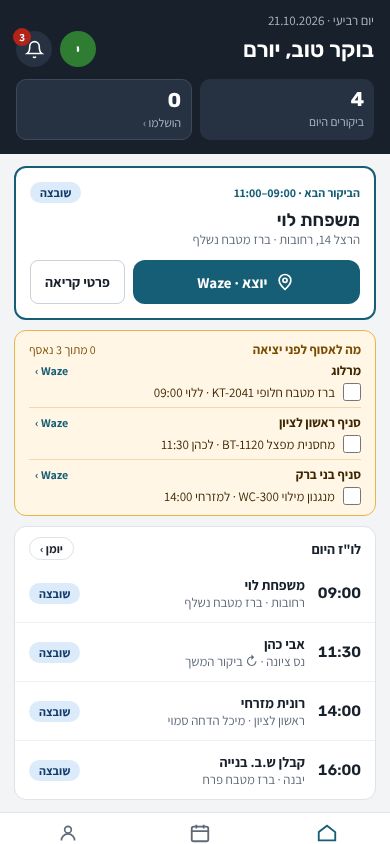 יום רביעי · 21.10.2026
בוקר טוב, יורם
י
3
4
ביקורים היום
0
הושלמו ›
הביקור הבא · 09:00–11:00
שובצה
משפחת לוי
הרצל 14, רחובות · ברז מטבח נשלף
יוצא · Waze
פרטי קריאה
מה לאסוף לפני יציאה
0 מתוך 3 נאסף
מרלוג
Waze ›
ברז מטבח חלופי KT-2041 · ללוי 09:00
סניף ראשון לציון
Waze ›
מחסנית מפצל BT-1120 · לכהן 11:30
סניף בני ברק
Waze ›
מנגנון מילוי WC-300 · למזרחי 14:00
לו"ז היום
יומן ›
09:00
משפחת לוי
רחובות · ברז מטבח נשלף
שובצה
11:30
אבי כהן
נס ציונה · ↻ ביקור המשך
שובצה
14:00
רונית מזרחי
ראשון לציון · מיכל הדחה סמוי
שובצה
16:00
קבלן ש.ב. בנייה
יבנה · ברז מטבח פרח
שובצה